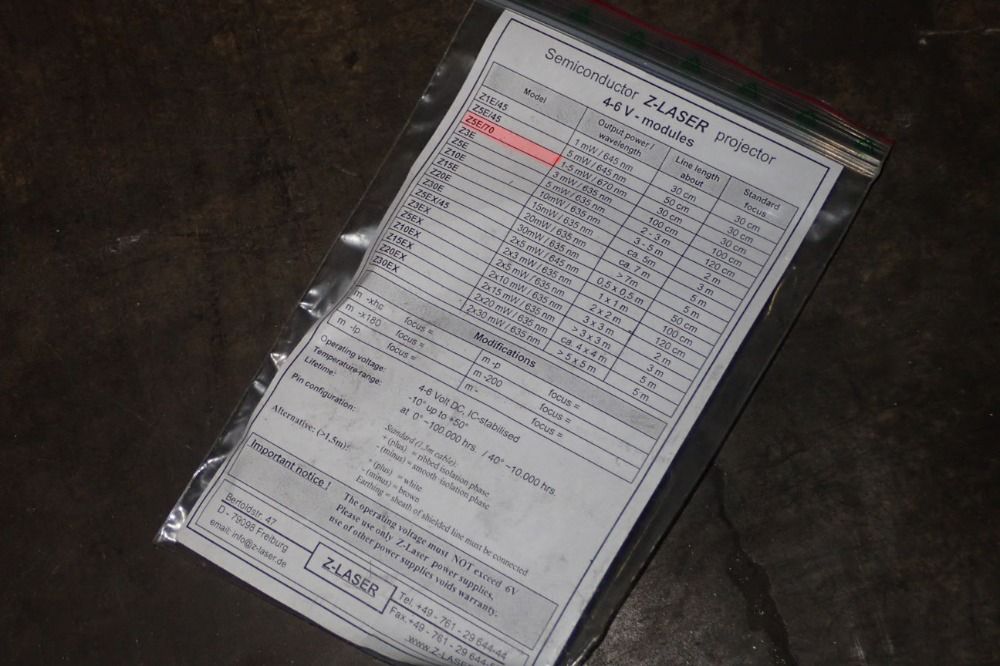 Semiconductor Z-LASER projector
4-6 V - modules
Model Output power / wavelength Line length about Standard focus
Z1E/45 1 mW / 645 nm 30 cm 30 cm
Z5E/45 5 mW / 645 nm 50 cm 30 cm
Z5E/70 1-5 mW / 670 nm 30 cm 30 cm
Z3E 3 mW / 635 nm 100 cm 100 cm
Z5E 5 mW / 635 nm 2 - 3 m 120 cm
Z10E 10mW / 635 nm 3 - 5 m 2 m
Z15E 15mW / 635 nm ca. 5m 3 m
Z20E 20mW / 635 nm ca. 7 m 5 m
Z30E 30mW / 635 nm > 7m 5 m
Z5EX/45 2x5 mW / 645 nm 0,5 x 0,5 m 50 cm
Z3EX 2x3 mW / 635 nm 1 x 1 m 100 cm
Z5EX 2x5 mW / 635 nm 2 x 2 m 120 cm
Z10EX 2x10 mW / 635 nm 3 x 3 m 2 m
Z15EX 2x15 mW / 635 nm > 3 x 3 m 3 m
Z20EX 2x20 mW / 635 nm ca. 4 x 4 m 5 m
Z30EX 2x30 mW / 635 nm > 5 x 5 m 5 m
Modifications
m -xhc focus = m -p focus =
m -x180 focus = m -200 focus =
m -lp focus = m - focus =
Operating voltage: 4-6 Volt DC, IC-stabilised
Temperature-range: -10° up to +50°
Lifetime: at 0° ~100.000 hrs. / 40° ~10.000 hrs.
Pin configuration: Standard (1,5m cable):
+ (plus) = ribbed isolation phase
- (minus) = smooth isolation phase
Alternative: (>1.5m): + (plus) = white
- (minus) = brown
Earthing = sheath of shielded line must be connected
Important notice ! The operating voltage must NOT exceed 6V
Please use only Z-Laser power supplies,
use of other power supplies voids warranty.
Bertoldstr. 47
D - 79098 Freiburg
email: info@z-laser.de
Z-LASER
Tel. +49 - 761 - 29 644-44
Fax.+49 - 761 - 29 644-
www.Z-LASE